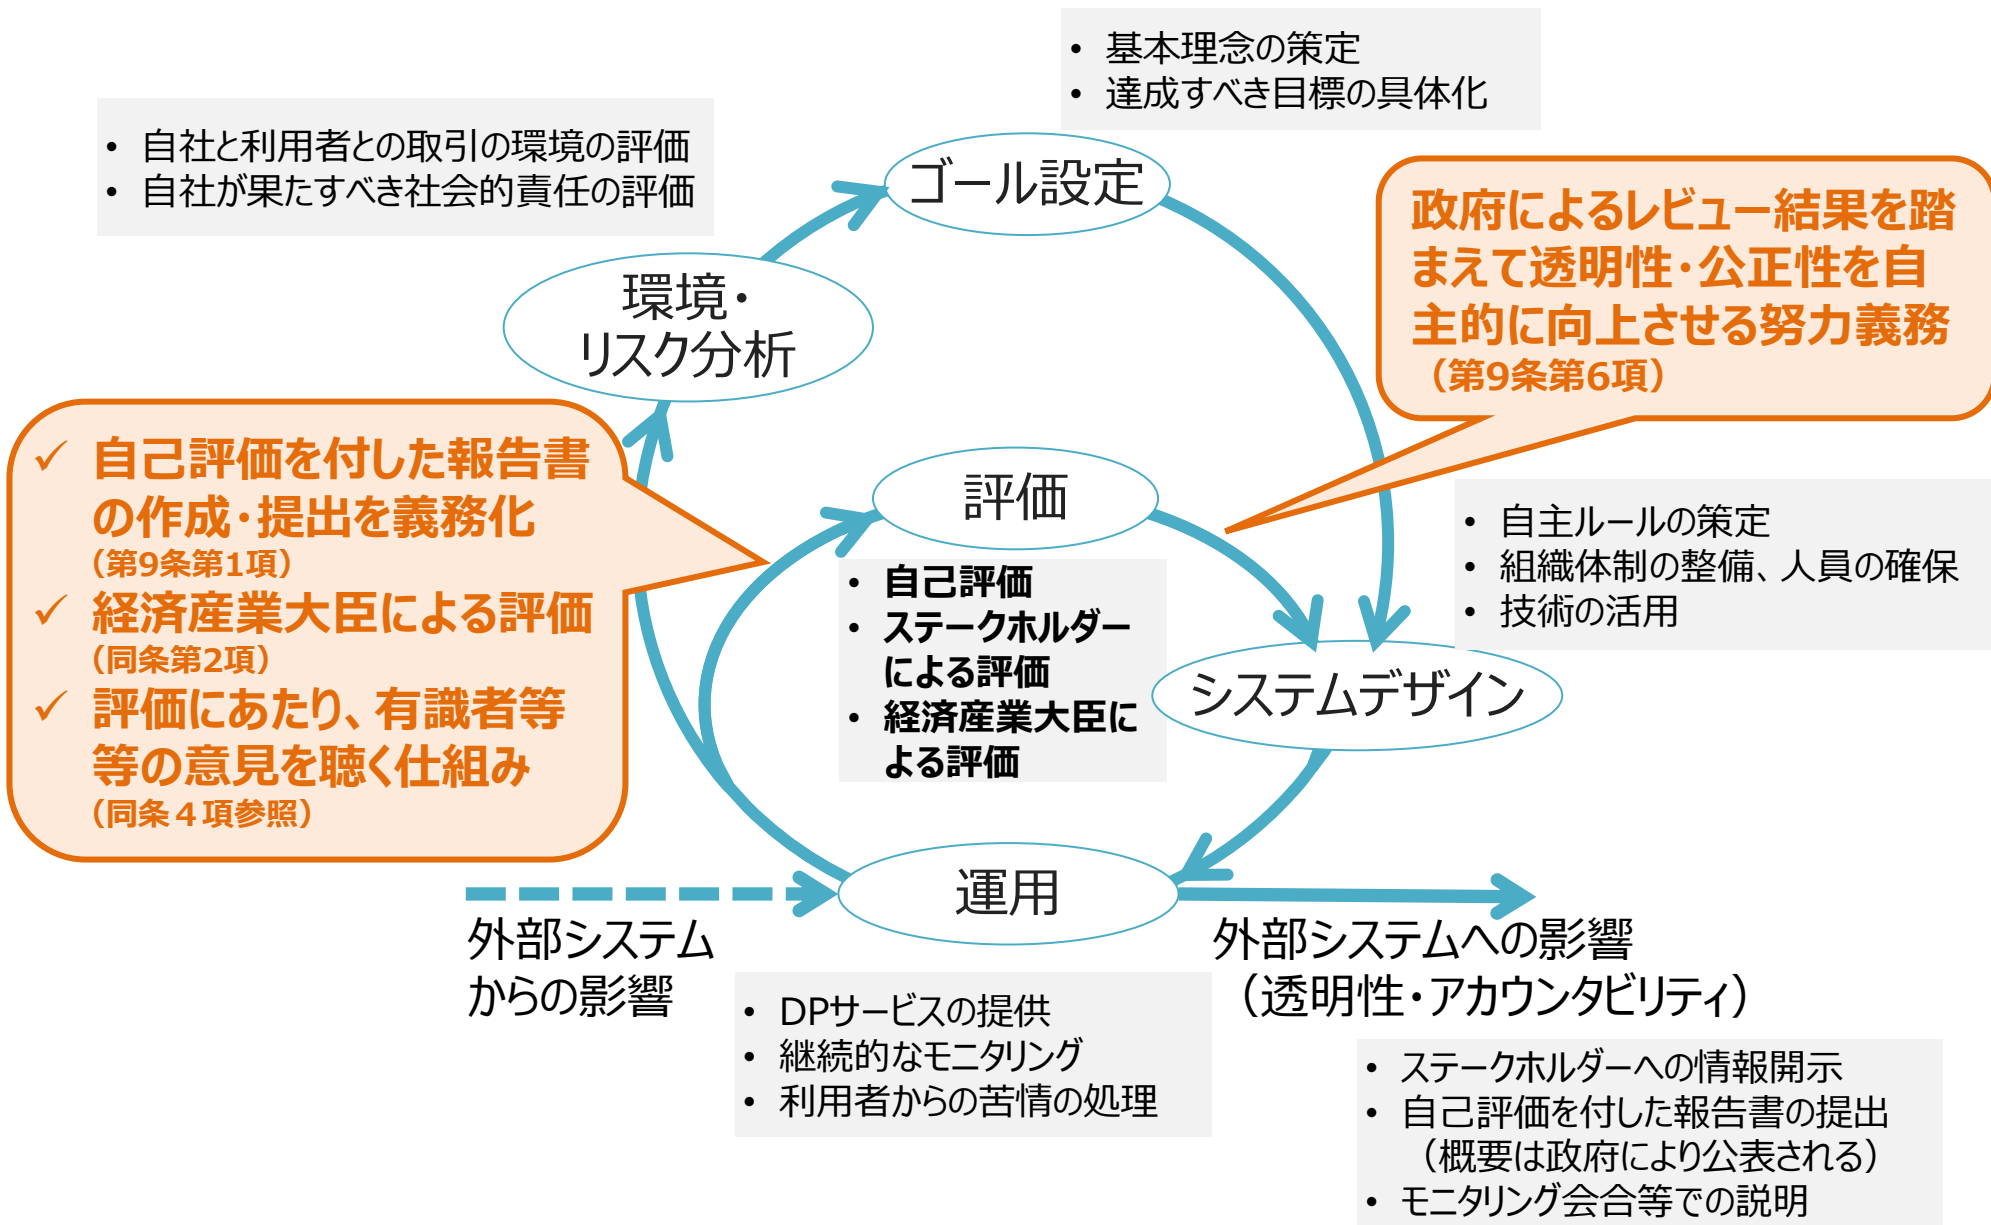 • 基本理念の策定
• 達成すべき目標の具体化
• 自社と利用者との取引の環境の評価
• 自社が果たすべき社会的責任の評価
ゴール設定
環境・
リスク分析
政府によるレビュー結果を踏
まえて透明性・公正性を自
主的に向上させる努力義務
（第9条第6項）
✓ 自己評価を付した報告書
の作成・提出を義務化
（第9条第1項）
✓ 経済産業大臣による評価
（同条第2項）
✓ 評価にあたり、有識者等
等の意見を聴く仕組み
（同条４項参照）
評価
• 自己評価
• ステークホルダー
による評価
• 経済産業大臣に
よる評価
• 自主ルールの策定
• 組織体制の整備、人員の確保
• 技術の活用
システムデザイン
運用
外部システム
からの影響
外部システムへの影響
（透明性・アカウンタビリティ）
• DPサービスの提供
• 継続的なモニタリング
• 利用者からの苦情の処理
• ステークホルダーへの情報開示
• 自己評価を付した報告書の提出
（概要は政府により公表される）
• モニタリング会合等での説明